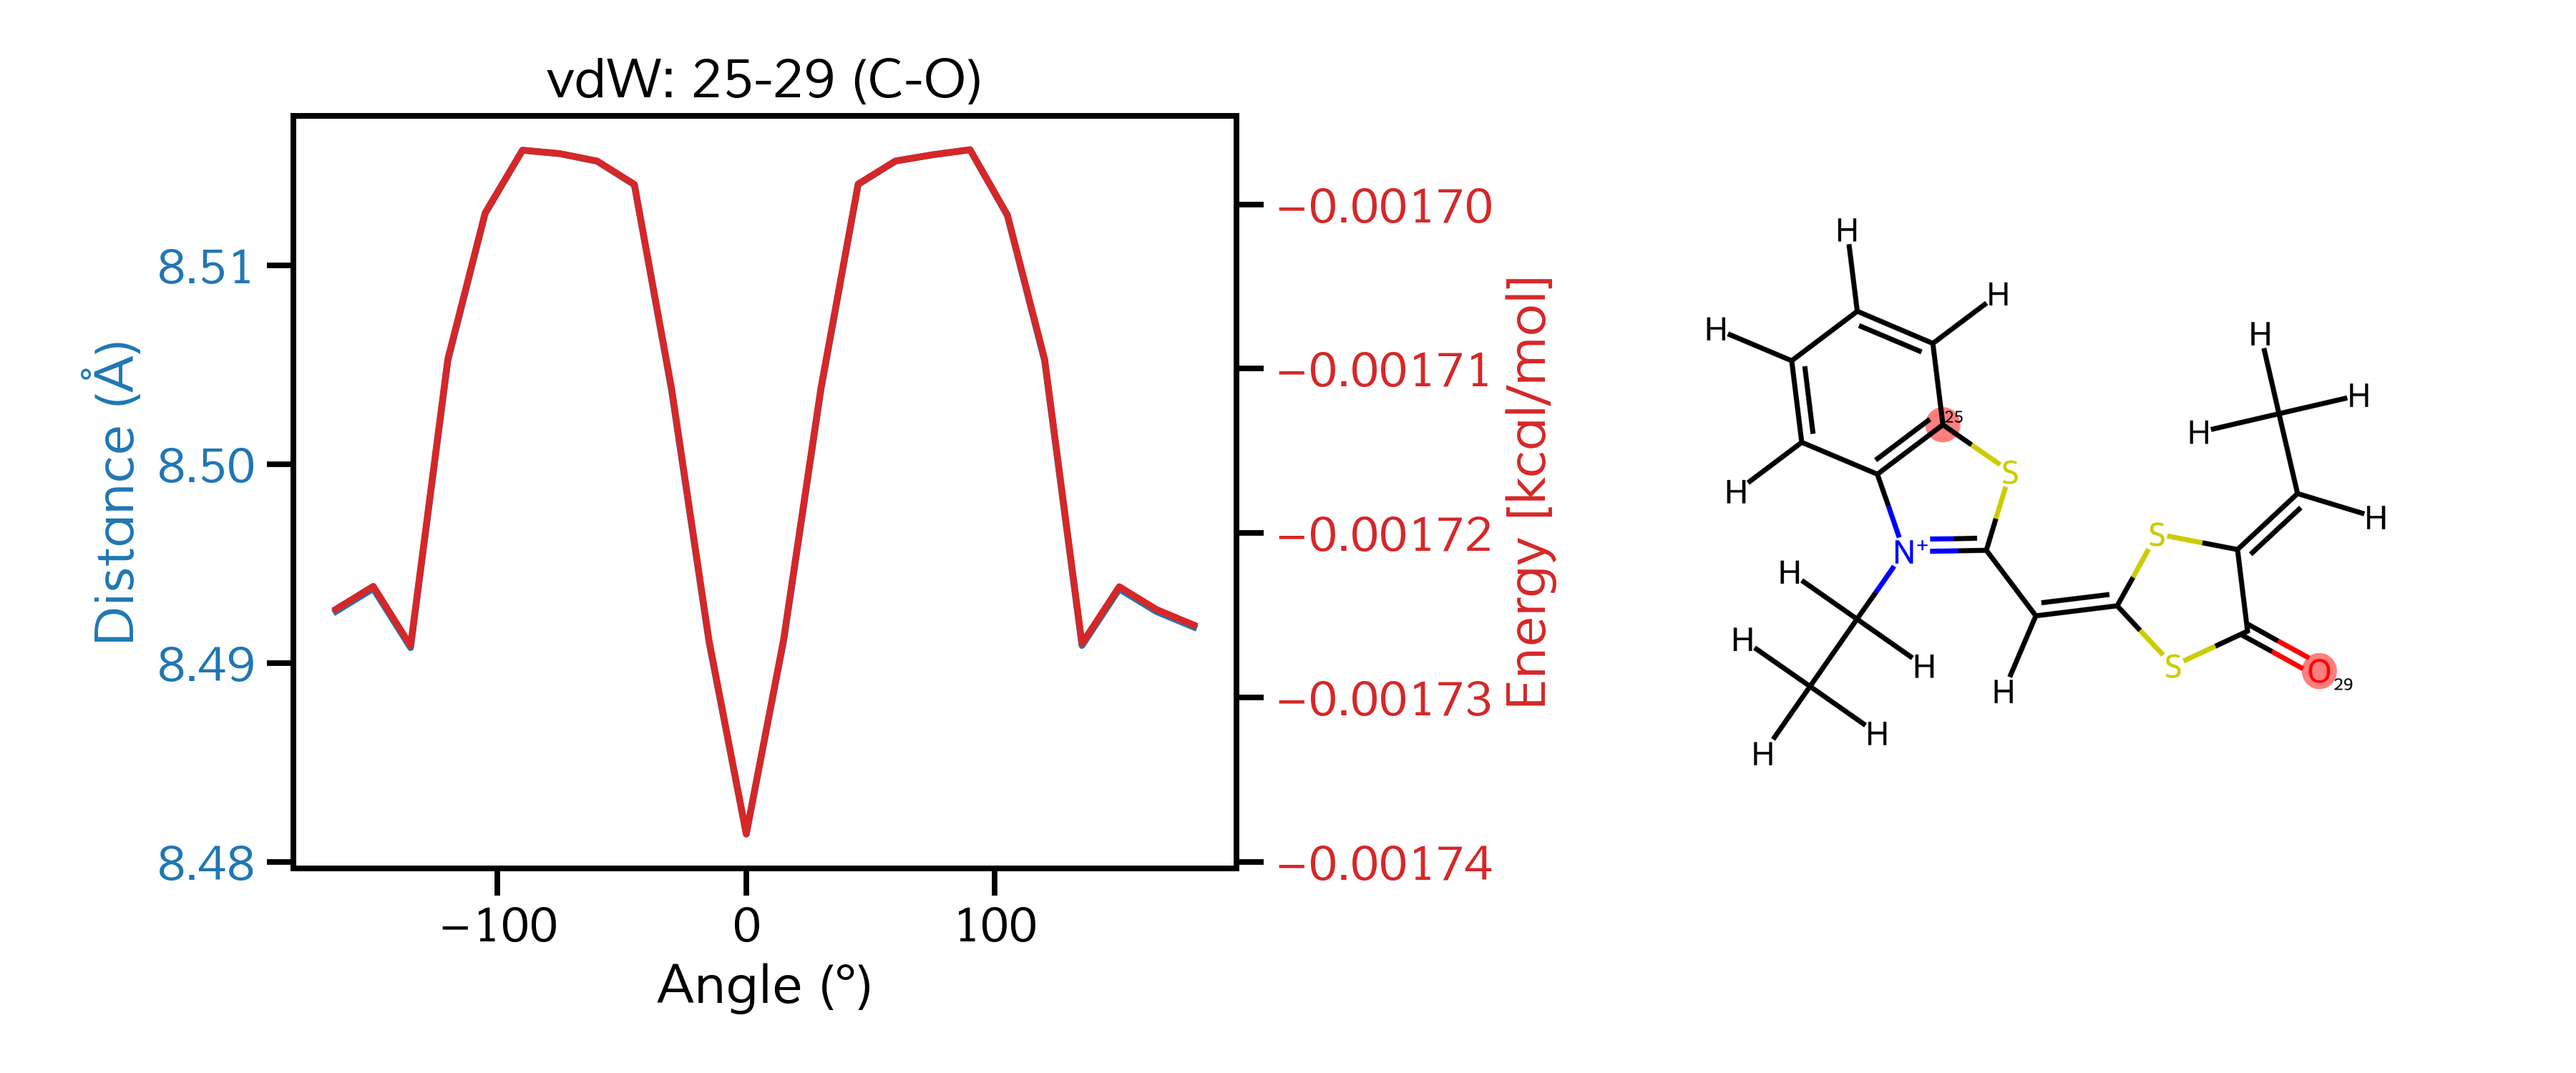 vdW: 25-29 (C-O)
Distance (Å)
8.51
8.50
8.49
8.48
−0.00170
−0.00171
−0.00172
−0.00173
−0.00174
Energy [kcal/mol]
−100 0 100
Angle (°)
H
H
H
H
H
25
H
S
H
H
S
H
N⁺
H
H
H
S
O 29
H
H
H